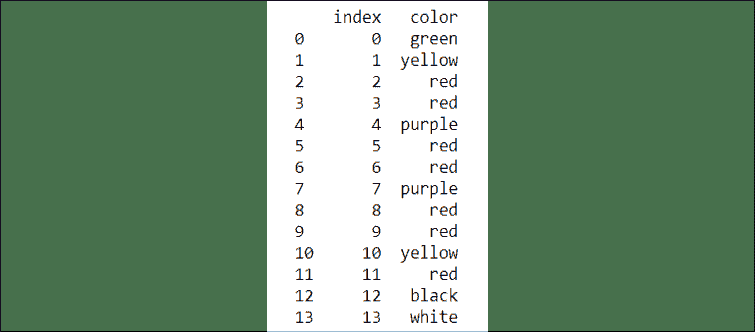 index color
0 0 green
1 1 yellow
2 2 red
3 3 red
4 4 purple
5 5 red
6 6 red
7 7 purple
8 8 red
9 9 red
10 10 yellow
11 11 red
12 12 black
13 13 white